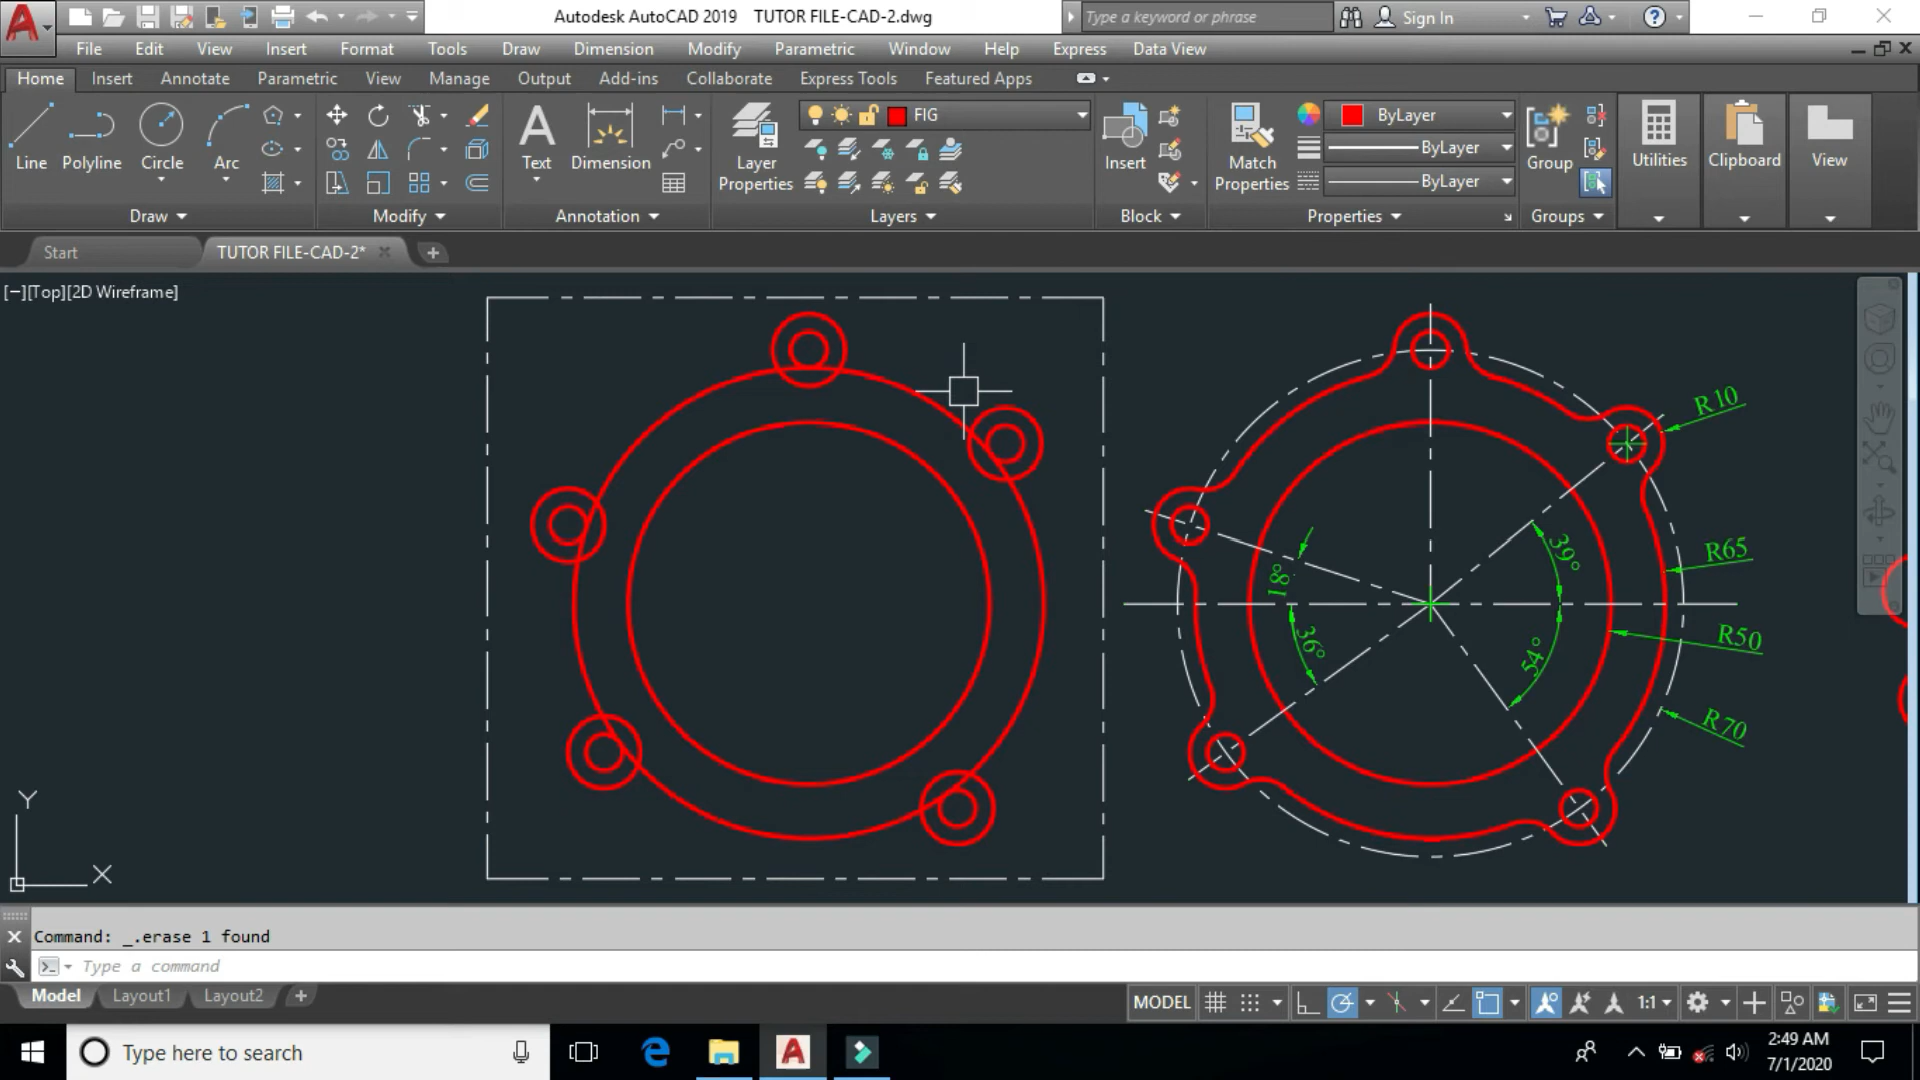 Autodesk AutoCAD 2019 TUTOR FILE-CAD-2.dwg
Type a keyword or phrase
Sign In
File Edit View Insert Format Tools Draw Dimension Modify Parametric Window Help Express Data View
Home Insert Annotate Parametric View Manage Output Add-ins Collaborate Express Tools Featured Apps
FIG
ByLayer
ByLayer
ByLayer
Line Polyline Circle Arc
Text Dimension
Layer Properties
Insert
Match Properties
Group
Utilities Clipboard View
Draw Modify Annotation Layers Block Properties Groups
Start TUTOR FILE-CAD-2*
[−][Top][2D Wireframe]
R10
39°
R65
18°
36°
54°
R50
R70
Y
X
Command: _.erase 1 found
Type a command
Model Layout1 Layout2
MODEL
1:1
Type here to search
2:49 AM
7/1/2020